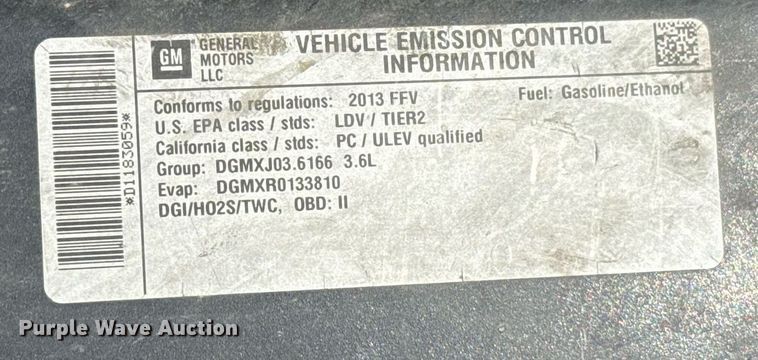 GM
GENERAL
MOTORS
LLC
VEHICLE EMISSION CONTROL
INFORMATION
Conforms to regulations: 2013 FFV
Fuel: Gasoline/Ethanol
U.S. EPA class / stds: LDV / TIER2
California class / stds: PC / ULEV qualified
Group: DGMXJ03.6166 3.6L
Evap: DGMXR0133810
DGI/HO2S/TWC, OBD: II
*D1183059*
Purple Wave Auction